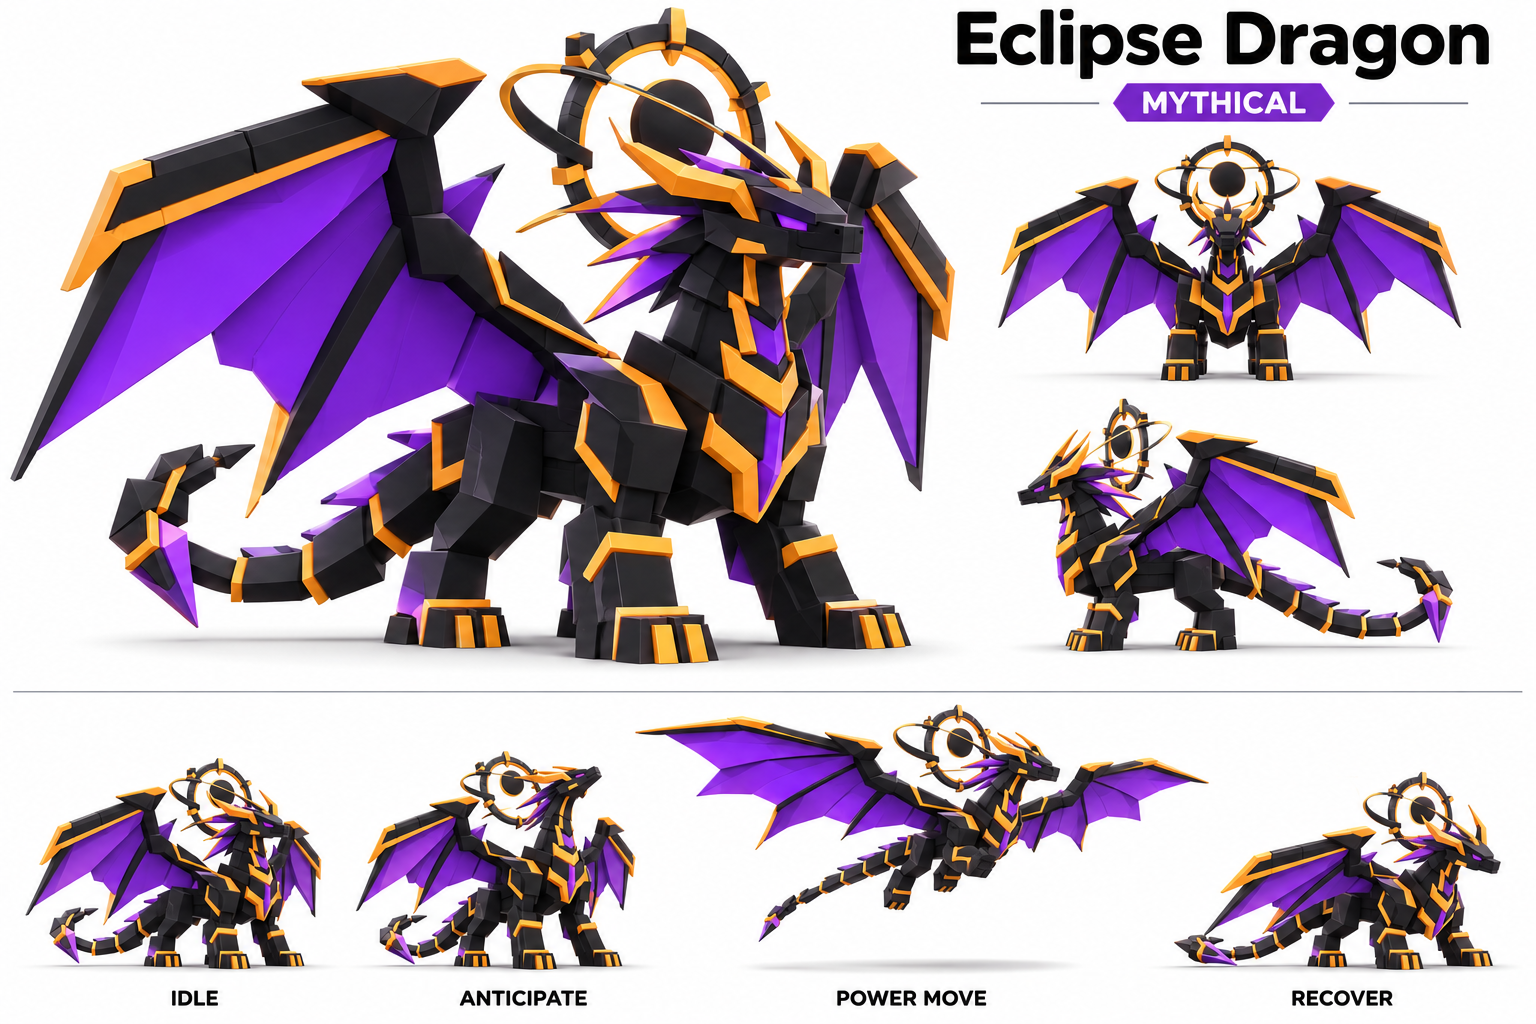 Eclipse Dragon
MYTHICAL
IDLE
ANTICIPATE
POWER MOVE
RECOVER